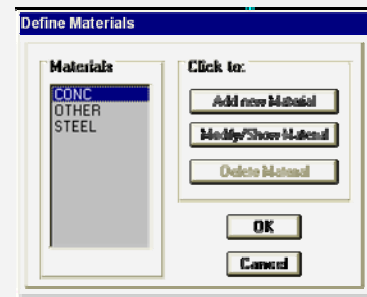 Define Materials
Materials
CONC
OTHER
STEEL
Click to:
Add new Material
Modify/Show Material
Delete Material
OK
Cancel